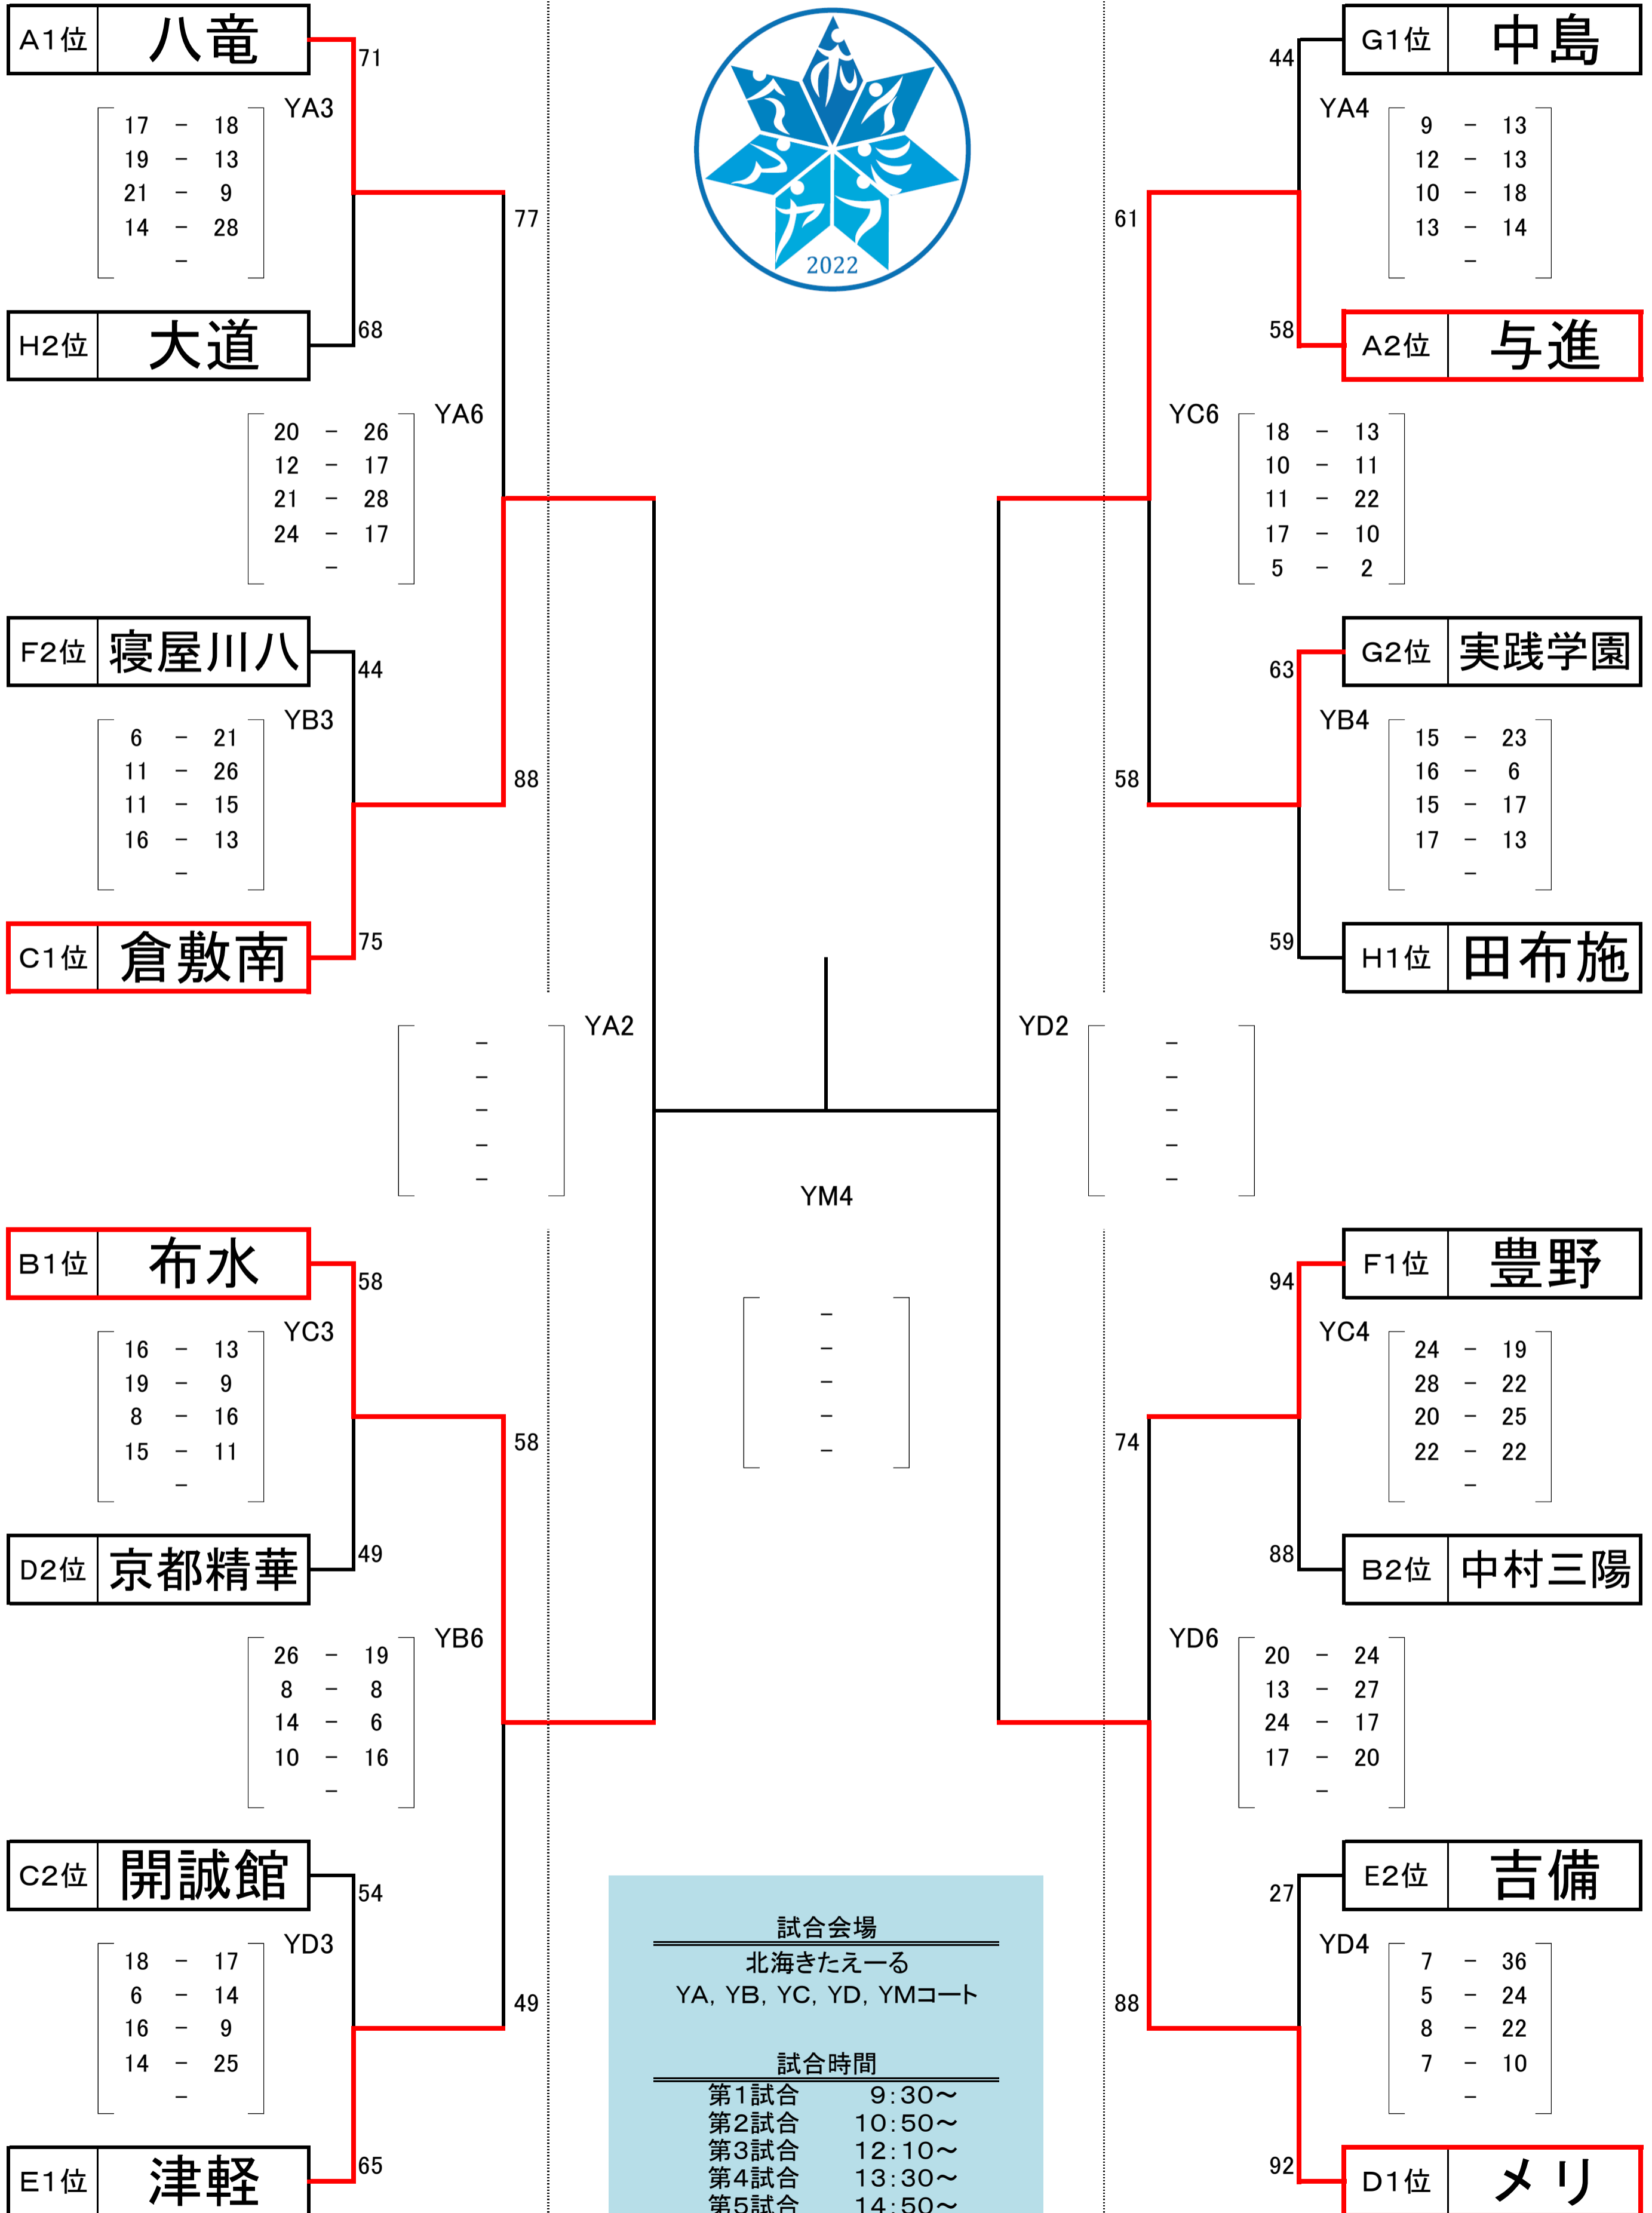 A1位 八竜
71
YA3
17 － 18
19 － 13
21 － 9
14 － 28
－
68
H2位 大道
77
YA6
20 － 26
12 － 17
21 － 28
24 － 17
－
F2位 寝屋川八
44
YB3
6 － 21
11 － 26
11 － 15
16 － 13
－
88
75
C1位 倉敷南
YA2
－
－
－
－
－
B1位 布水
58
YC3
16 － 13
19 － 9
8 － 16
15 － 11
－
58
49
D2位 京都精華
YB6
26 － 19
8 － 8
14 － 6
10 － 16
－
C2位 開誠館
54
YD3
18 － 17
6 － 14
16 － 9
14 － 25
－
49
65
E1位 津軽
2022
YM4
－
－
－
－
－
試合会場
北海きたえーる
YA, YB, YC, YD, YMコート
試合時間
第1試合 9:30～
第2試合 10:50～
第3試合 12:10～
第4試合 13:30～
第5試合 14:50～
44
G1位 中島
YA4
9 － 13
12 － 13
10 － 18
13 － 14
－
61
58
A2位 与進
YC6
18 － 13
10 － 11
11 － 22
17 － 10
5 － 2
63
G2位 実践学園
YB4
15 － 23
16 － 6
15 － 17
17 － 13
－
58
59
H1位 田布施
YD2
－
－
－
－
－
94
F1位 豊野
YC4
24 － 19
28 － 22
20 － 25
22 － 22
－
74
88
B2位 中村三陽
YD6
20 － 24
13 － 27
24 － 17
17 － 20
－
27
E2位 吉備
YD4
7 － 36
5 － 24
8 － 22
7 － 10
－
88
92
D1位 メリ